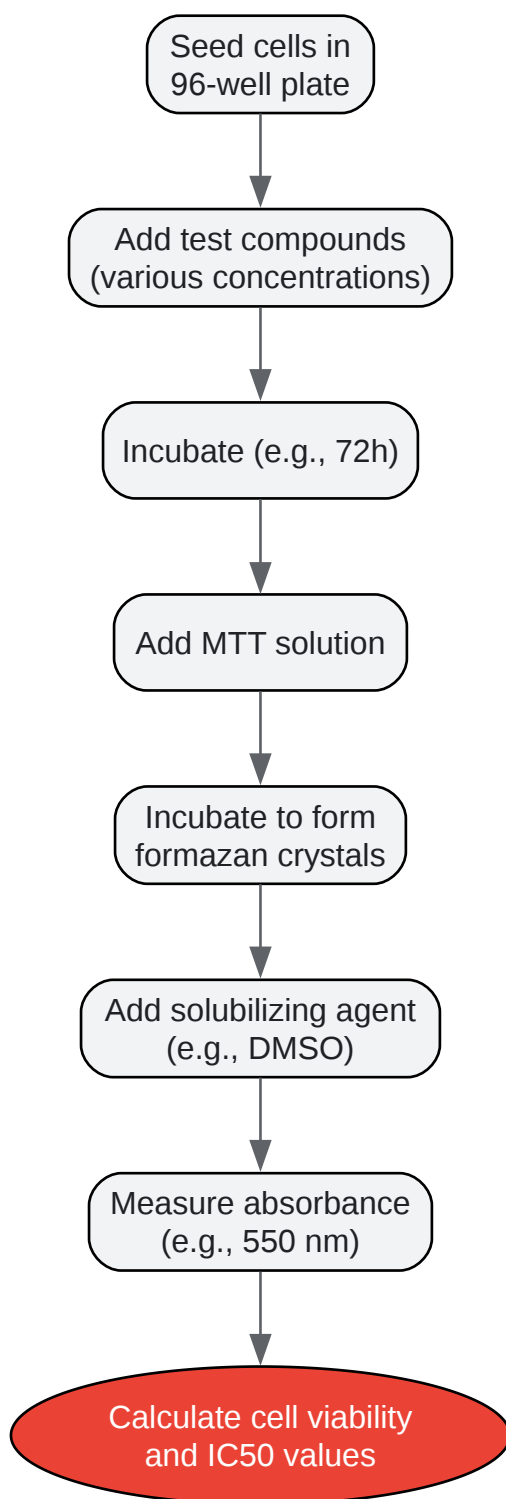 Seed cells in
96-well plate
Add test compounds
(various concentrations)
Incubate (e.g., 72h)
Add MTT solution
Incubate to form
formazan crystals
Add solubilizing agent
(e.g., DMSO)
Measure absorbance
(e.g., 550 nm)
Calculate cell viability
and IC50 values